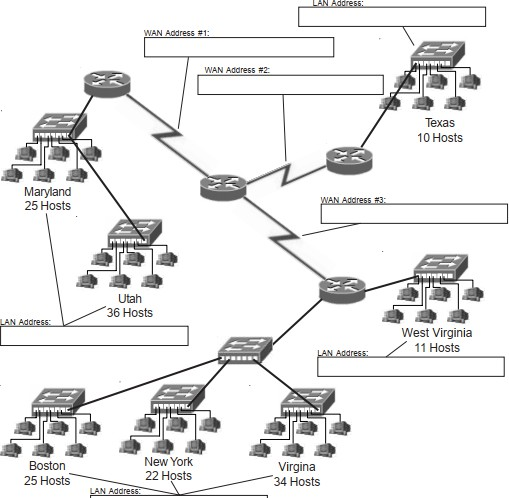 LAN Address:
WAN Address #1:
WAN Address #2:
Texas
10 Hosts
Maryland
25 Hosts
WAN Address #3:
Utah
36 Hosts
LAN Address:
West Virginia
11 Hosts
LAN Address:
Boston
25 Hosts
New York
22 Hosts
Virgina
34 Hosts
LAN Address: